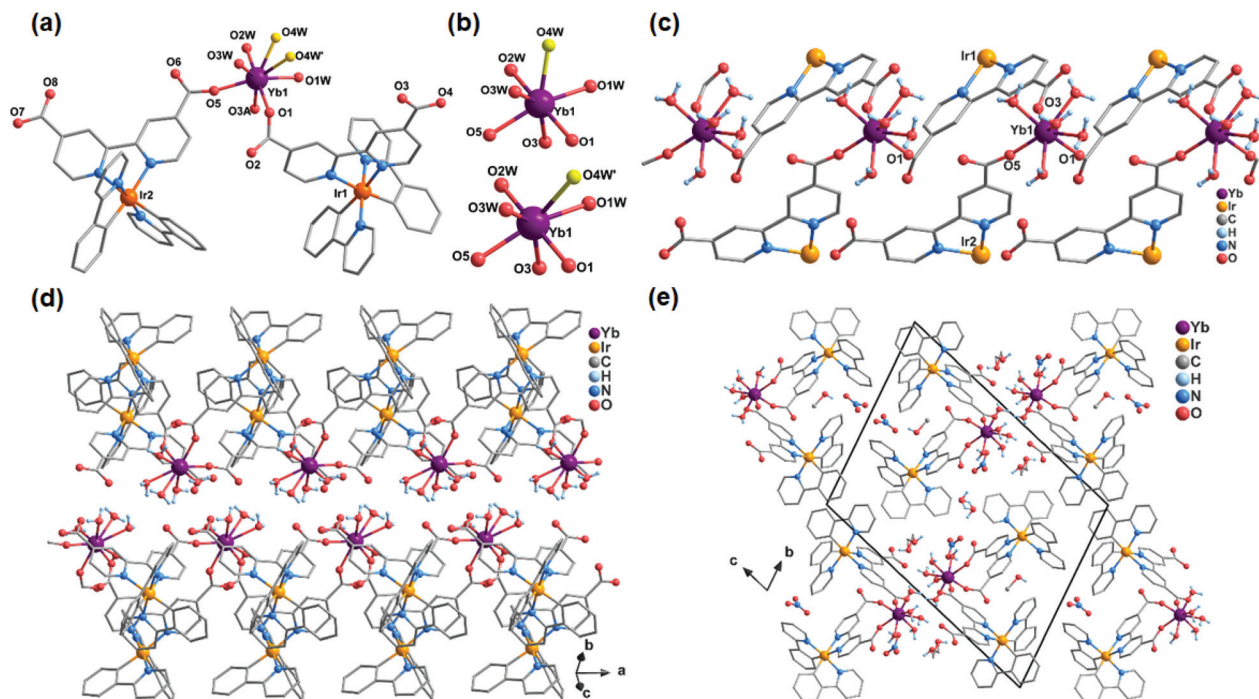 (a)
O2W
O4W
O3W
O4W'
O6
O1W
O8
O5
Yb1
O7
O3A
O1
O3
O4
O2
Ir2
Ir1
(b)
O4W
O2W
O3W
O1W
Yb1
O5
O3
O1
O2W
O4W'
O3W
O1W
Yb1
O5
O3
O1
(c)
Ir1
O3
Yb1
O1
O5
O1
Ir2
Yb
Ir
C
H
N
O
(d)
Yb
Ir
C
H
N
O
b
a
c
(e)
Yb
Ir
C
H
N
O
c
b